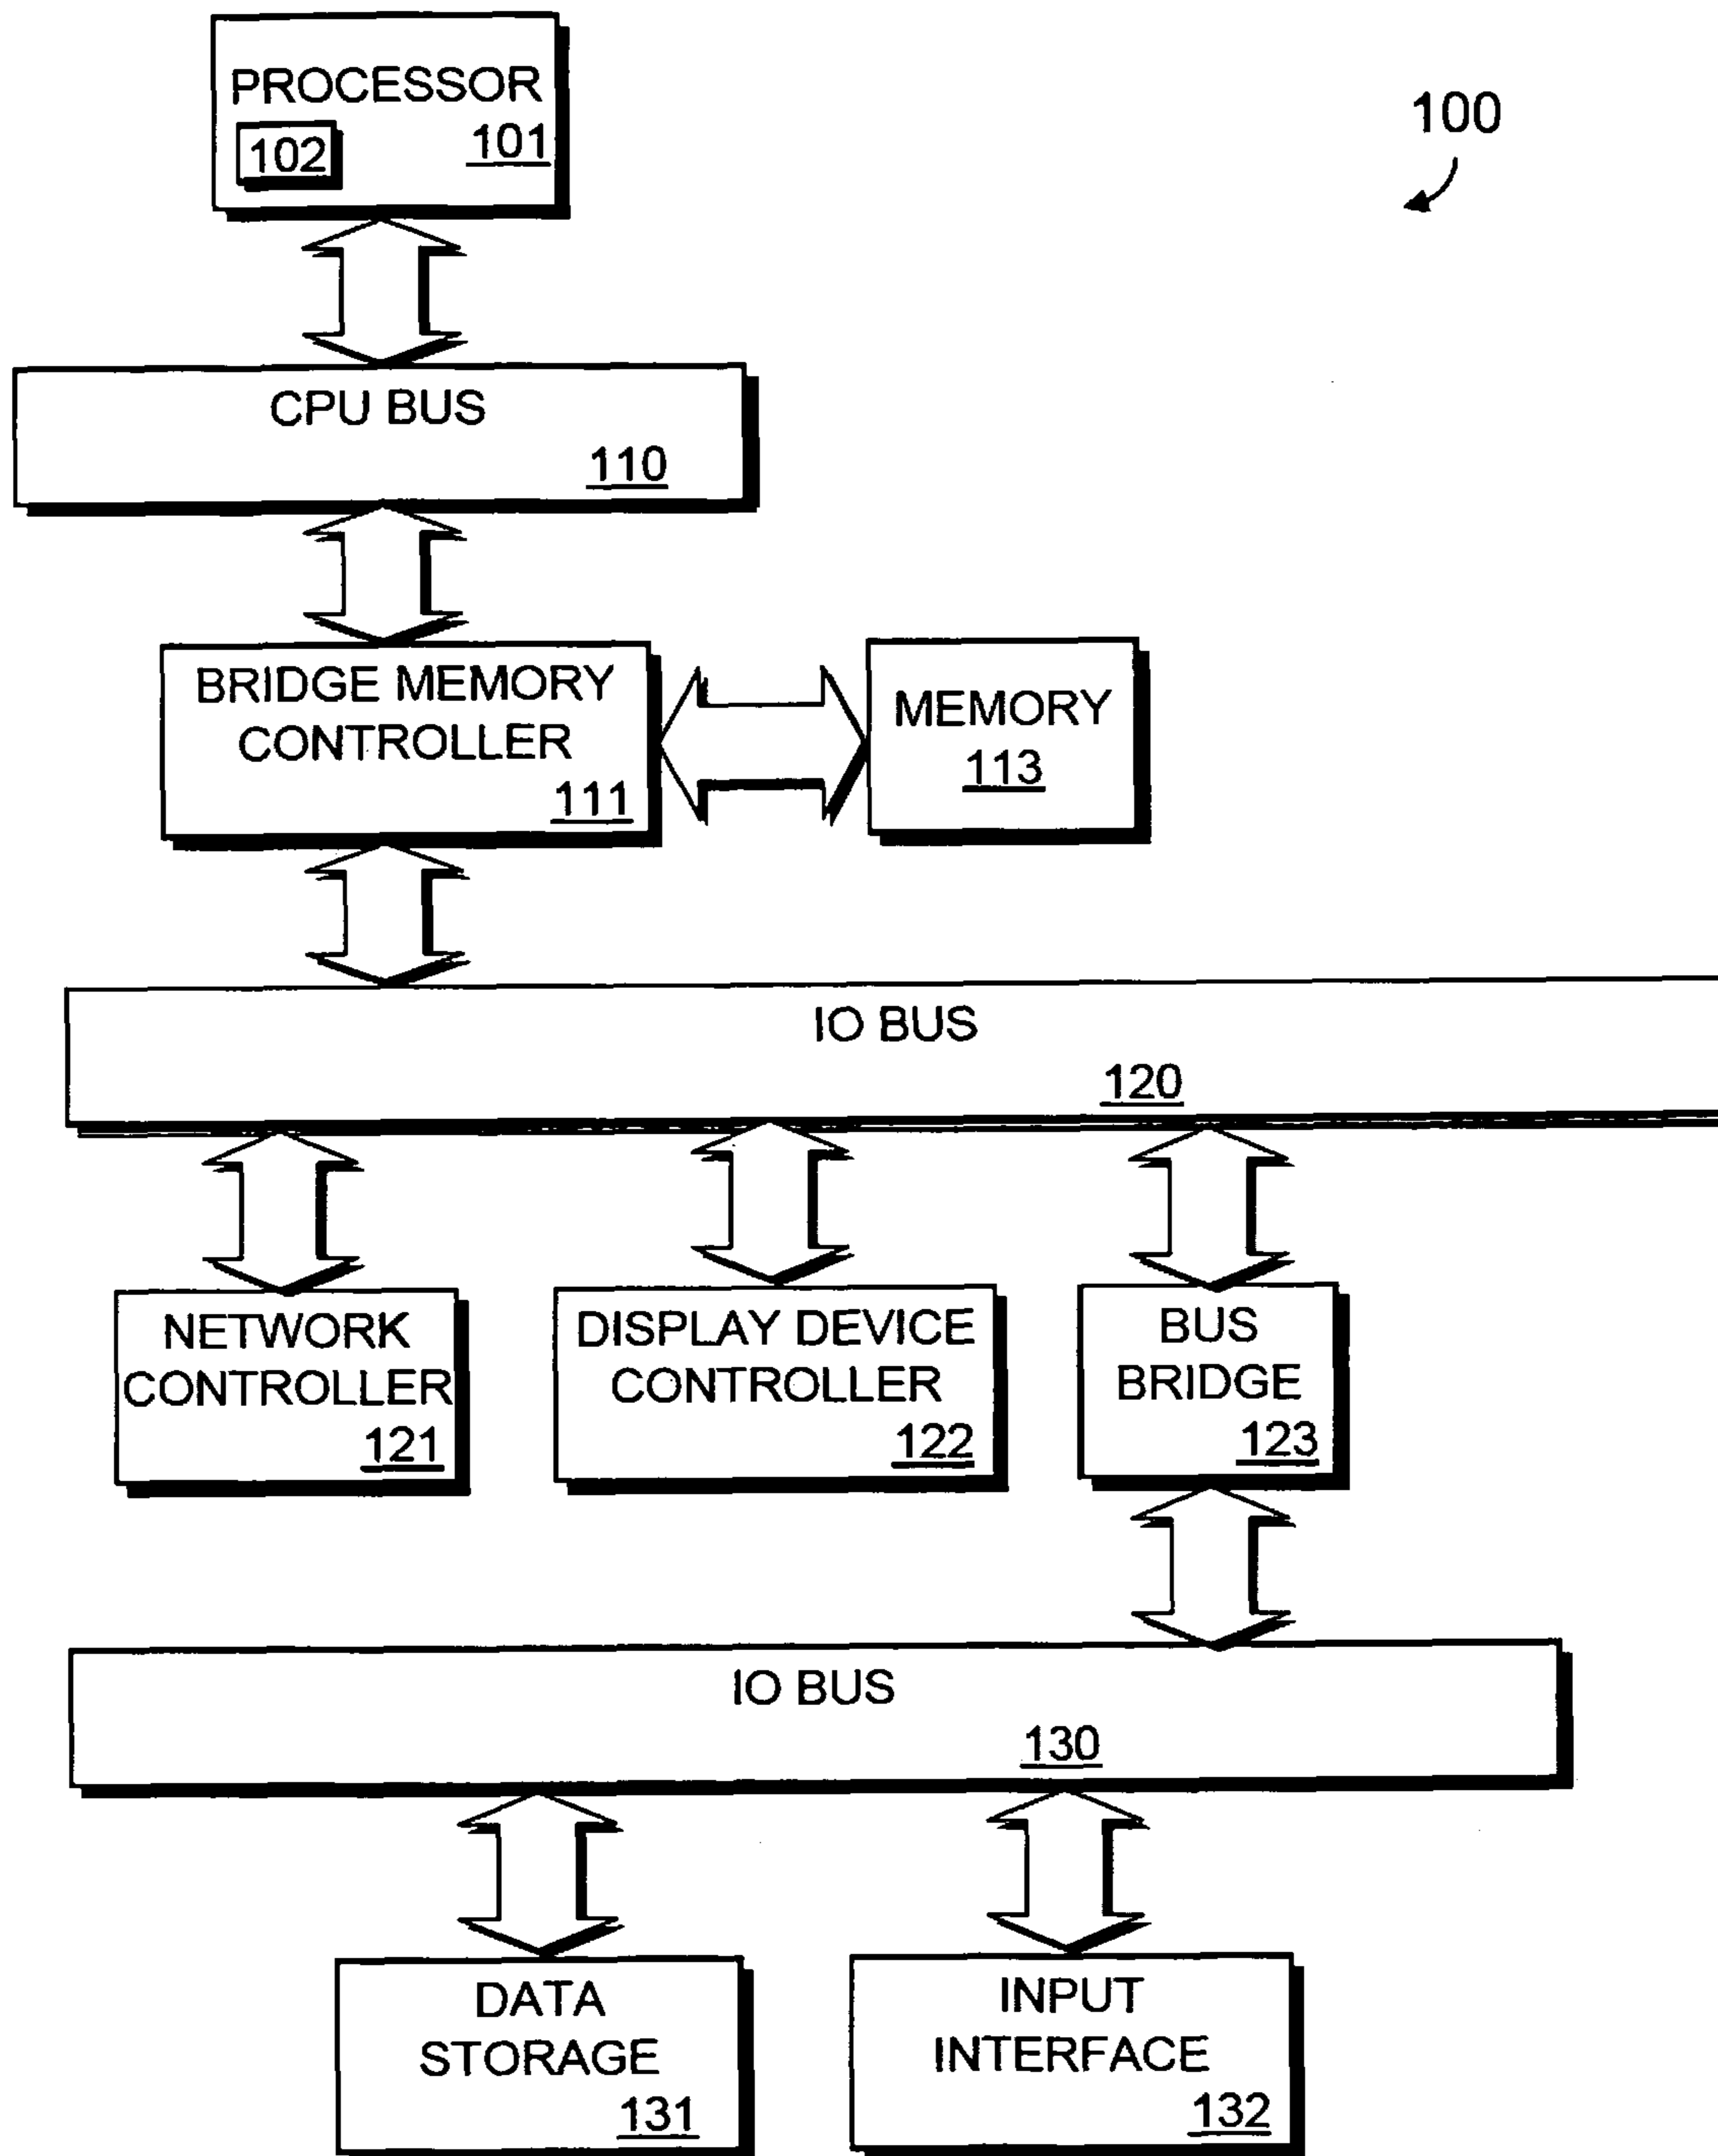 PROCESSOR
102 101
100
CPU BUS
110
BRIDGE MEMORY
CONTROLLER
111
MEMORY
113
IO BUS
120
NETWORK
CONTROLLER
121
DISPLAY DEVICE
CONTROLLER
122
BUS
BRIDGE
123
IO BUS
130
DATA
STORAGE
131
INPUT
INTERFACE
132